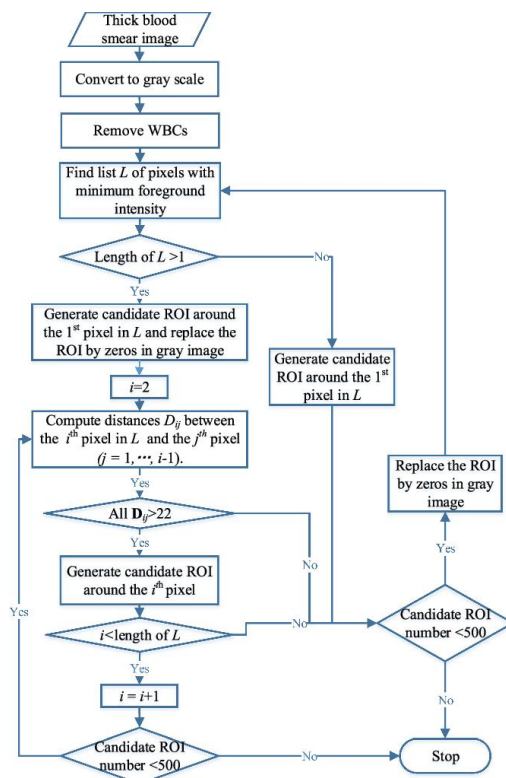 Thick blood
smear image
Convert to gray scale
Remove WBCs
Find list L of pixels with
minimum foreground
intensity
Length of L >1
No
Yes
Generate candidate ROI around
the 1st pixel in L and replace the
ROI by zeros in gray image
Generate candidate
ROI around the 1st
pixel in L
i=2
Compute distances Dij between
the ith pixel in L and the jth pixel
(j = 1,⋯, i-1).
Replace the ROI
by zeros in gray
image
Yes
All Dij>22
Yes
Yes
No
Generate candidate ROI
around the ith pixel
Yes
i<length of L
No
No
Candidate ROI
number <500
Yes
i = i+1
No
Candidate ROI
number <500
No
Stop